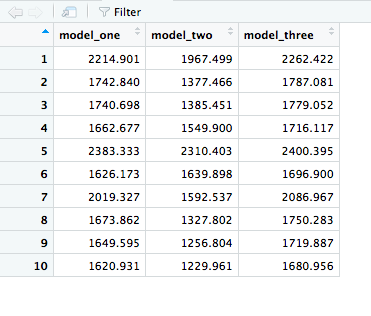 Filter
model_one model_two model_three
1 2214.901 1967.499 2262.422
2 1742.840 1377.466 1787.081
3 1740.698 1385.451 1779.052
4 1662.677 1549.900 1716.117
5 2383.333 2310.403 2400.395
6 1626.173 1639.898 1696.900
7 2019.327 1592.537 2086.967
8 1673.862 1327.802 1750.283
9 1649.595 1256.804 1719.887
10 1620.931 1229.961 1680.956